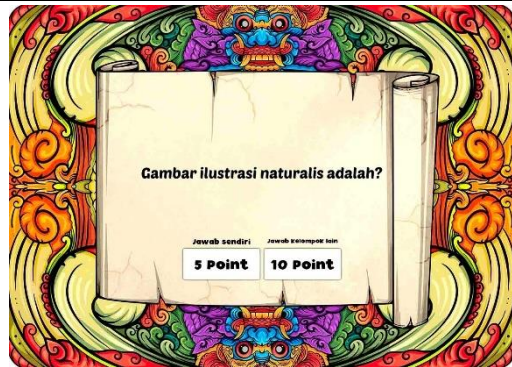 Gambar ilustrasi naturalis adalah?
Jawab sendiri Jawab Kelompok lain
5 Point 10 Point